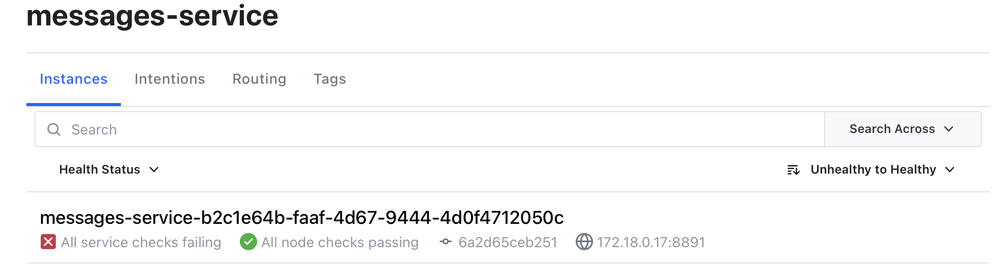 messages-service
Instances Intentions Routing Tags
Search Search Across
Health Status Unhealthy to Healthy
messages-service-b2c1e64b-faaf-4d67-9444-4d0f4712050c
All service checks failing All node checks passing 6a2d65ceb251 172.18.0.17:8891